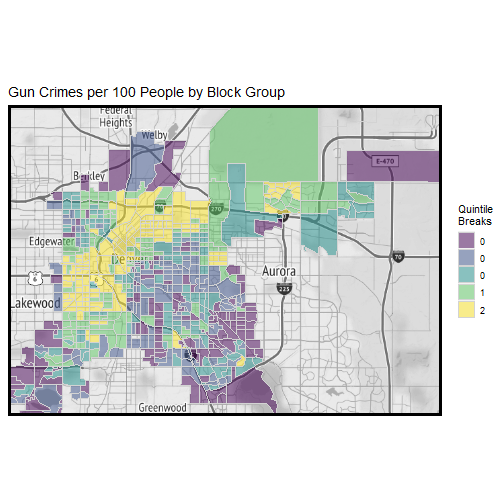 Gun Crimes per 100 People by Block Group
Federal
Heights
Welby
E-470
270
Edgewater
Denver
70
Aurora
225
6
Lakewood
Greenwood
Quintile
Breaks
0
0
0
1
2